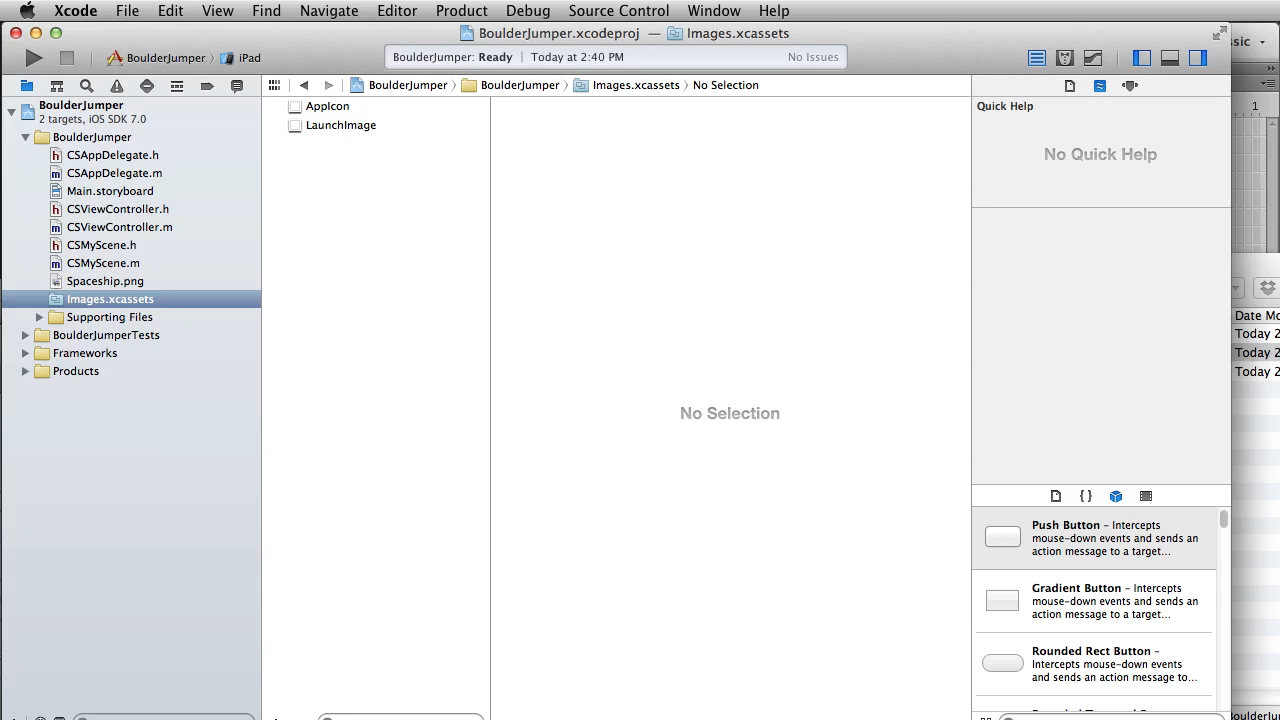 Xcode File Edit View Find Navigate Editor Product Debug Source Control Window Help
BoulderJumper.xcodeproj — Images.xcassets
BoulderJumper iPad
BoulderJumper: Ready Today at 2:40 PM No Issues
BoulderJumper BoulderJumper Images.xcassets No Selection
BoulderJumper
2 targets, iOS SDK 7.0
BoulderJumper
CSAppDelegate.h
CSAppDelegate.m
Main.storyboard
CSViewController.h
CSViewController.m
CSMyScene.h
CSMyScene.m
Spaceship.png
Images.xcassets
Supporting Files
BoulderJumperTests
Frameworks
Products
AppIcon
LaunchImage
No Selection
Quick Help
No Quick Help
Push Button – Intercepts
mouse-down events and sends an
action message to a target...
Gradient Button – Intercepts
mouse-down events and sends an
action message to a target...
Rounded Rect Button –
Intercepts mouse-down events
and sends an action message to...
1
Date Mo
Today 2
Today 2
Today 2